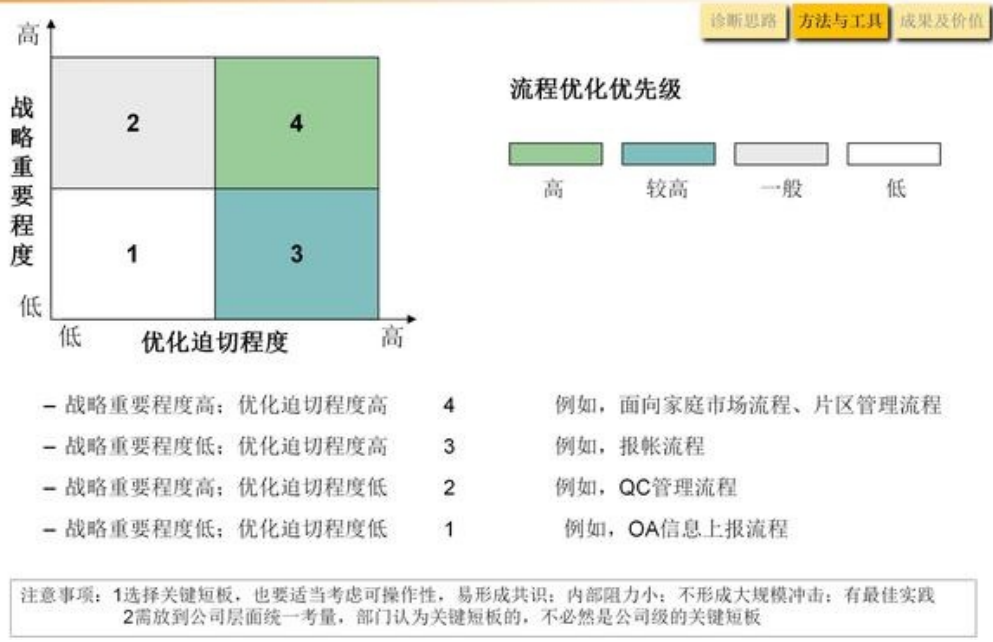 诊断思路 方法与工具 成果及价值
高
战略重要程度
2 4
1 3
低
低 优化迫切程度 高
流程优化优先级
高 较高 一般 低
– 战略重要程度高；优化迫切程度高 4 例如，面向家庭市场流程、片区管理流程
– 战略重要程度低；优化迫切程度高 3 例如，报帐流程
– 战略重要程度高；优化迫切程度低 2 例如，QC管理流程
– 战略重要程度低；优化迫切程度低 1 例如，OA信息上报流程
注意事项：1选择关键短板，也要适当考虑可操作性，易形成共识；内部阻力小；不形成大规模冲击；有最佳实践
2需放到公司层面统一考量，部门认为关键短板的，不必然是公司级的关键短板